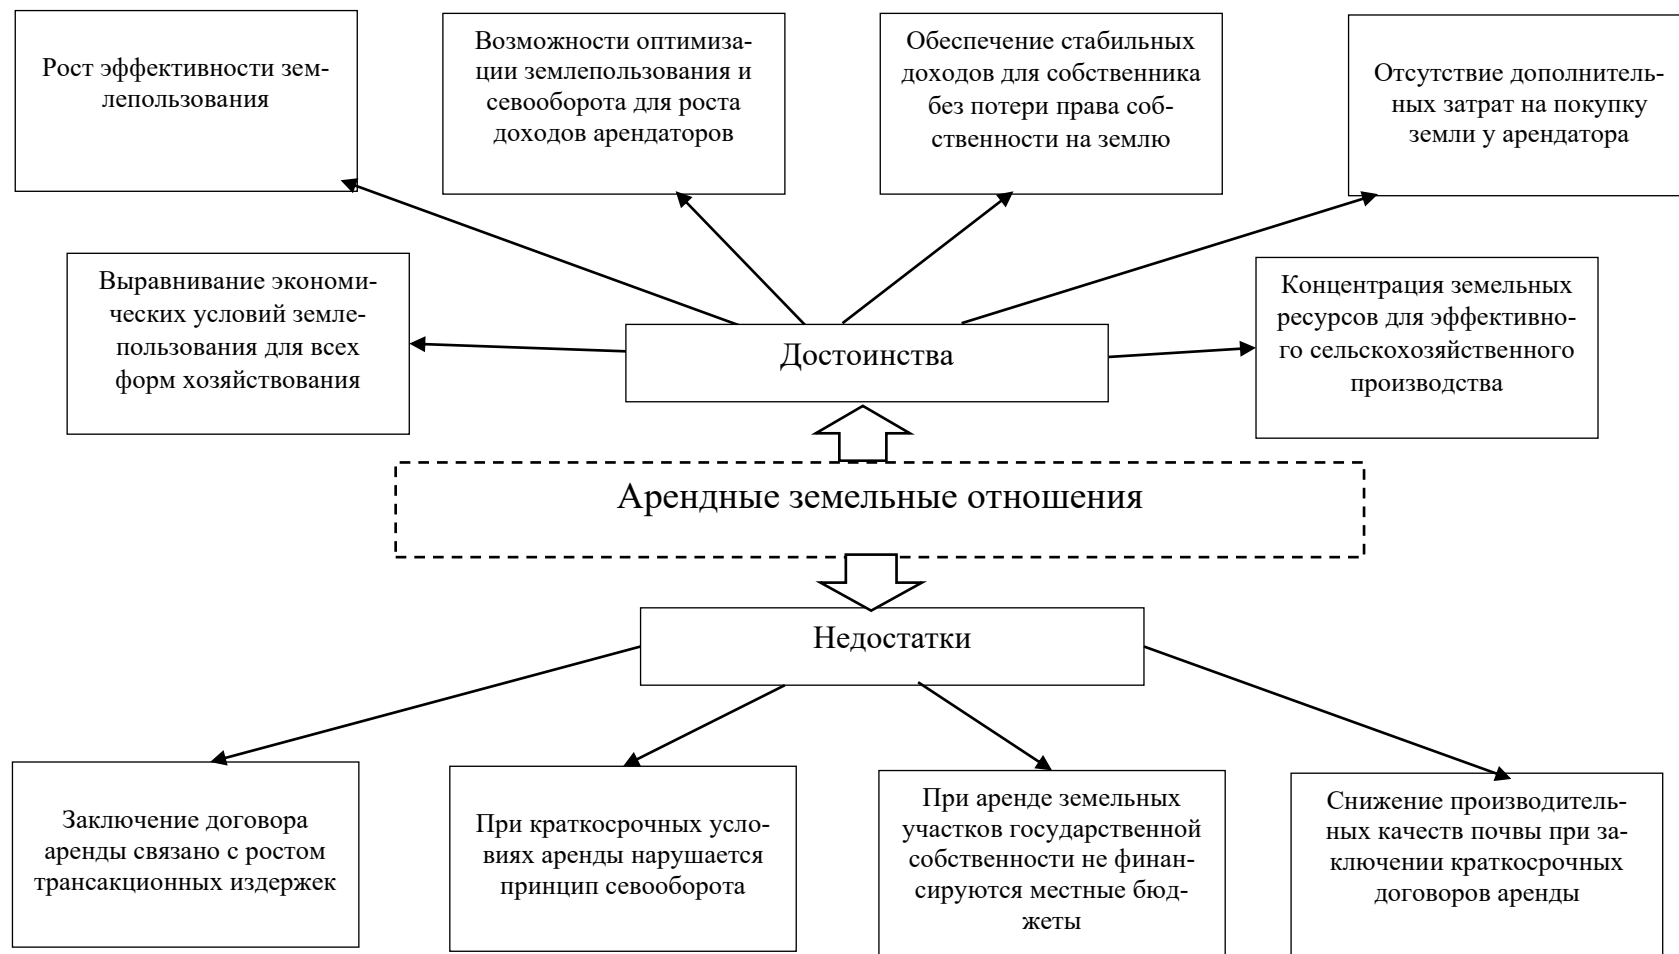 Рост эффективности зем-
лепользования
Возможности оптимиза-
ции землепользования и
севооборота для роста
доходов арендаторов
Обеспечение стабильных
доходов для собственника
без потери права соб-
ственности на землю
Отсутствие дополнитель-
ных затрат на покупку
земли у арендатора
Выравнивание экономи-
ческих условий земле-
пользования для всех
форм хозяйствования
Достоинства
Концентрация земельных
ресурсов для эффективно-
го сельскохозяйственного
производства
Арендные земельные отношения
Недостатки
Заключение договора
аренды связано с ростом
трансакционных издержек
При краткосрочных усло-
виях аренды нарушается
принцип севооборота
При аренде земельных
участков государственной
собственности не финан-
сируются местные бюд-
жеты
Снижение производитель-
ных качеств почвы при за-
ключении краткосрочных
договоров аренды